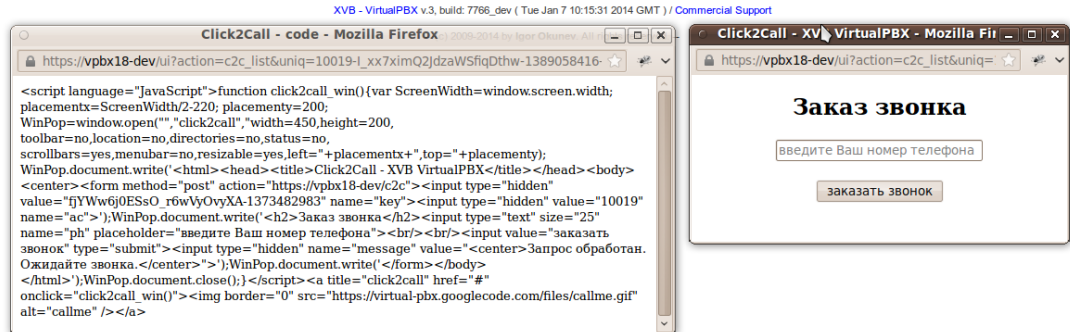 XVB - VirtualPBX v.3, build: 7766_dev ( Tue Jan 7 10:15:31 2014 GMT ) / Commercial Support
Click2Call - code - Mozilla Firefox
(c) 2009-2014 by Igor Okunev. All
https://vpbx18-dev/ui?action=c2c_list&uniq=10019-I_xx7ximQ2JdzaWSfiqDthw-1389058416-
<script language="JavaScript">function click2call_win(){var ScreenWidth=window.screen.width;
placementx=ScreenWidth/2-220; placementy=200;
WinPop=window.open("","click2call","width=450,height=200,
toolbar=no,location=no,directories=no,status=no,
scrollbars=yes,menubar=no,resizable=yes,left="+placementx+",top="+placementy);
WinPop.document.write('<html><head><title>Click2Call - XVB VirtualPBX</title></head><body>
<center><form method="post" action="https://vpbx18-dev/c2c"><input type="hidden"
value="fjYWw6j0ESsO_r6wVyOvyXA-1373482983" name="key"><input type="hidden" value="10019"
name="ac">');WinPop.document.write('<h2>Заказ звонка</h2><input type="text" size="25"
name="ph" placeholder="введите Ваш номер телефона"><br/><br/><input value="заказать
звонок" type="submit"><input type="hidden" name="message" value="<center>Запрос обработан.
Ожидайте звонка.</center>">');WinPop.document.write('</form></body>
</html>');WinPop.document.close();}</script><a title="click2call" href="#"
onclick="click2call_win()"><img border="0" src="https://virtual-pbx.googlecode.com/files/callme.gif"
alt="callme" /></a>
Click2Call - XV VirtualPBX - Mozilla Fir
https://vpbx18-dev/ui?action=c2c_list&uniq=
Заказ звонка
введите Ваш номер телефона
заказать звонок